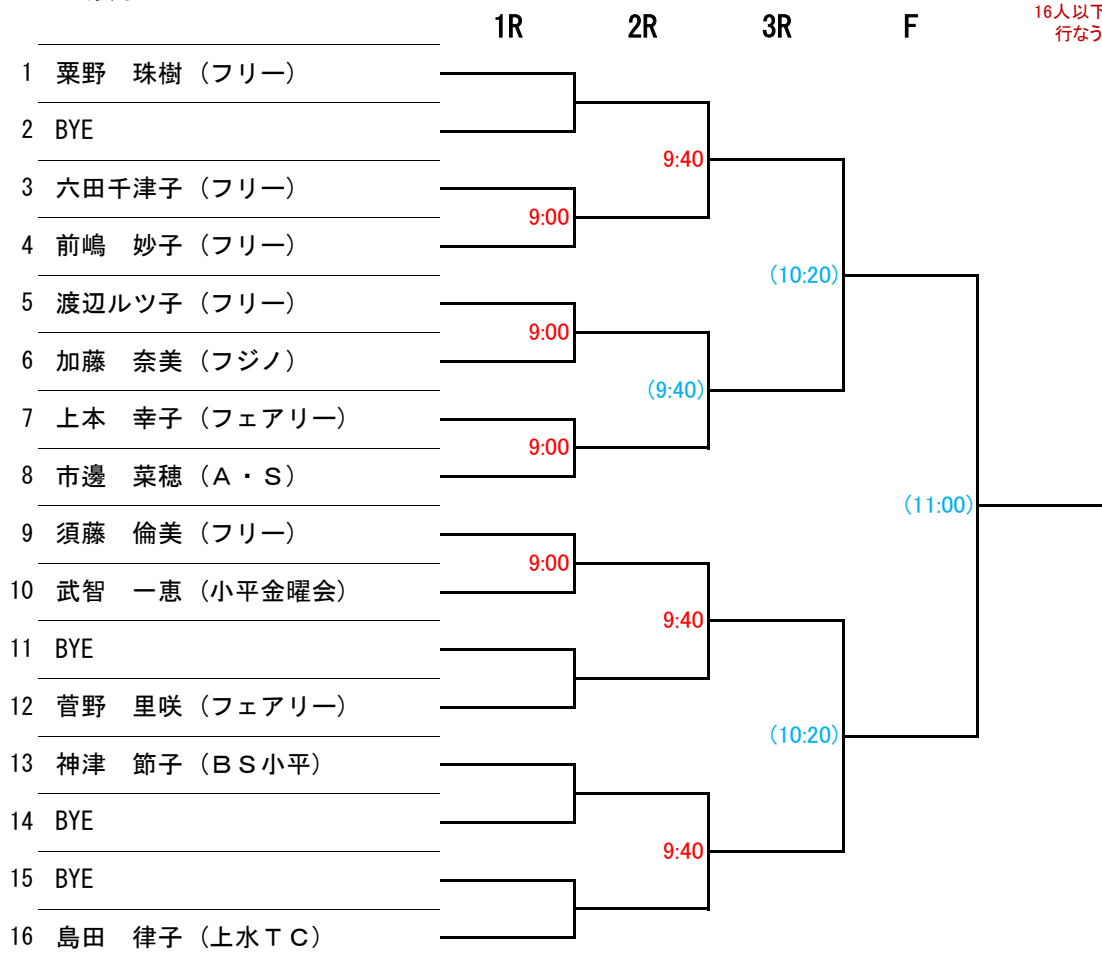 1R 2R 3R F
16人以下
行なう
1 粟野 珠樹（フリー）
2 BYE
9:40
3 六田千津子（フリー）
9:00
4 前嶋 妙子（フリー）
(10:20)
5 渡辺ルツ子（フリー）
9:00
6 加藤 奈美（フジノ）
(9:40)
7 上本 幸子（フェアリー）
9:00
8 市邊 菜穂（Ａ・Ｓ）
(11:00)
9 須藤 倫美（フリー）
9:00
10 武智 一恵（小平金曜会）
9:40
11 BYE
12 菅野 里咲（フェアリー）
(10:20)
13 神津 節子（ＢＳ小平）
14 BYE
9:40
15 BYE
16 島田 律子（上水ＴＣ）